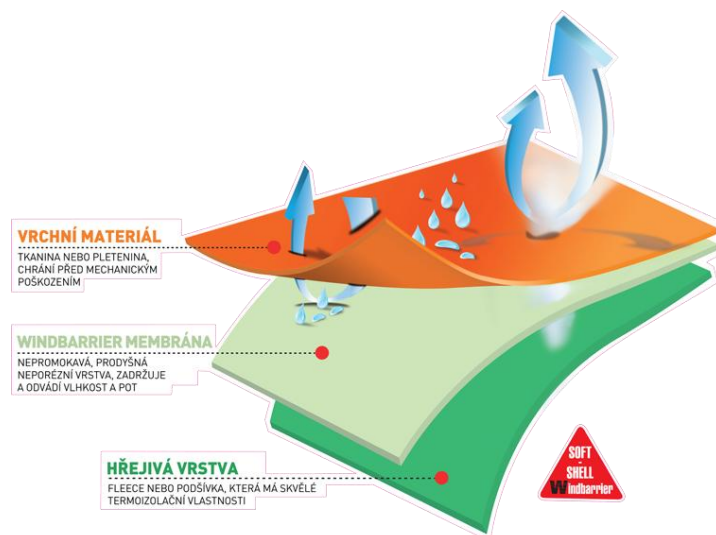 VRCHNÍ MATERIÁL
TKANINA NEBO PLETENINA,
CHRÁNÍ PŘED MECHANICKÝM
POŠKOZENÍM
WINDBARRIER MEMBRÁNA
NEPROMOKAVÁ, PRODYŠNÁ
NEPORÉZNÍ VRSTVA, ZADRŽUJE
A ODVÁDÍ VLHKOST A POT
HŘEJIVÁ VRSTVA
FLEECE NEBO PODŠÍVKA, KTERÁ MÁ SKVĚLÉ
TERMOIZOLAČNÍ VLASTNOSTI
SOFT
-
SHELL
Windbarrier